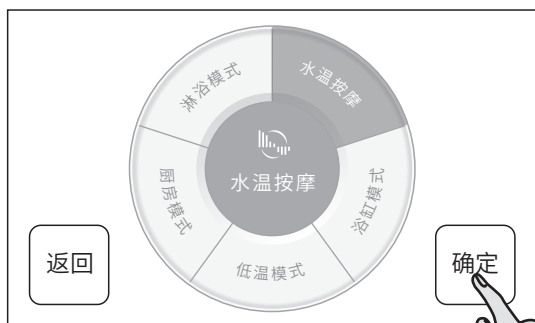 淋浴模式
水温按摩
水温按摩
厨房模式
浴缸模式
低温模式
返回
确定